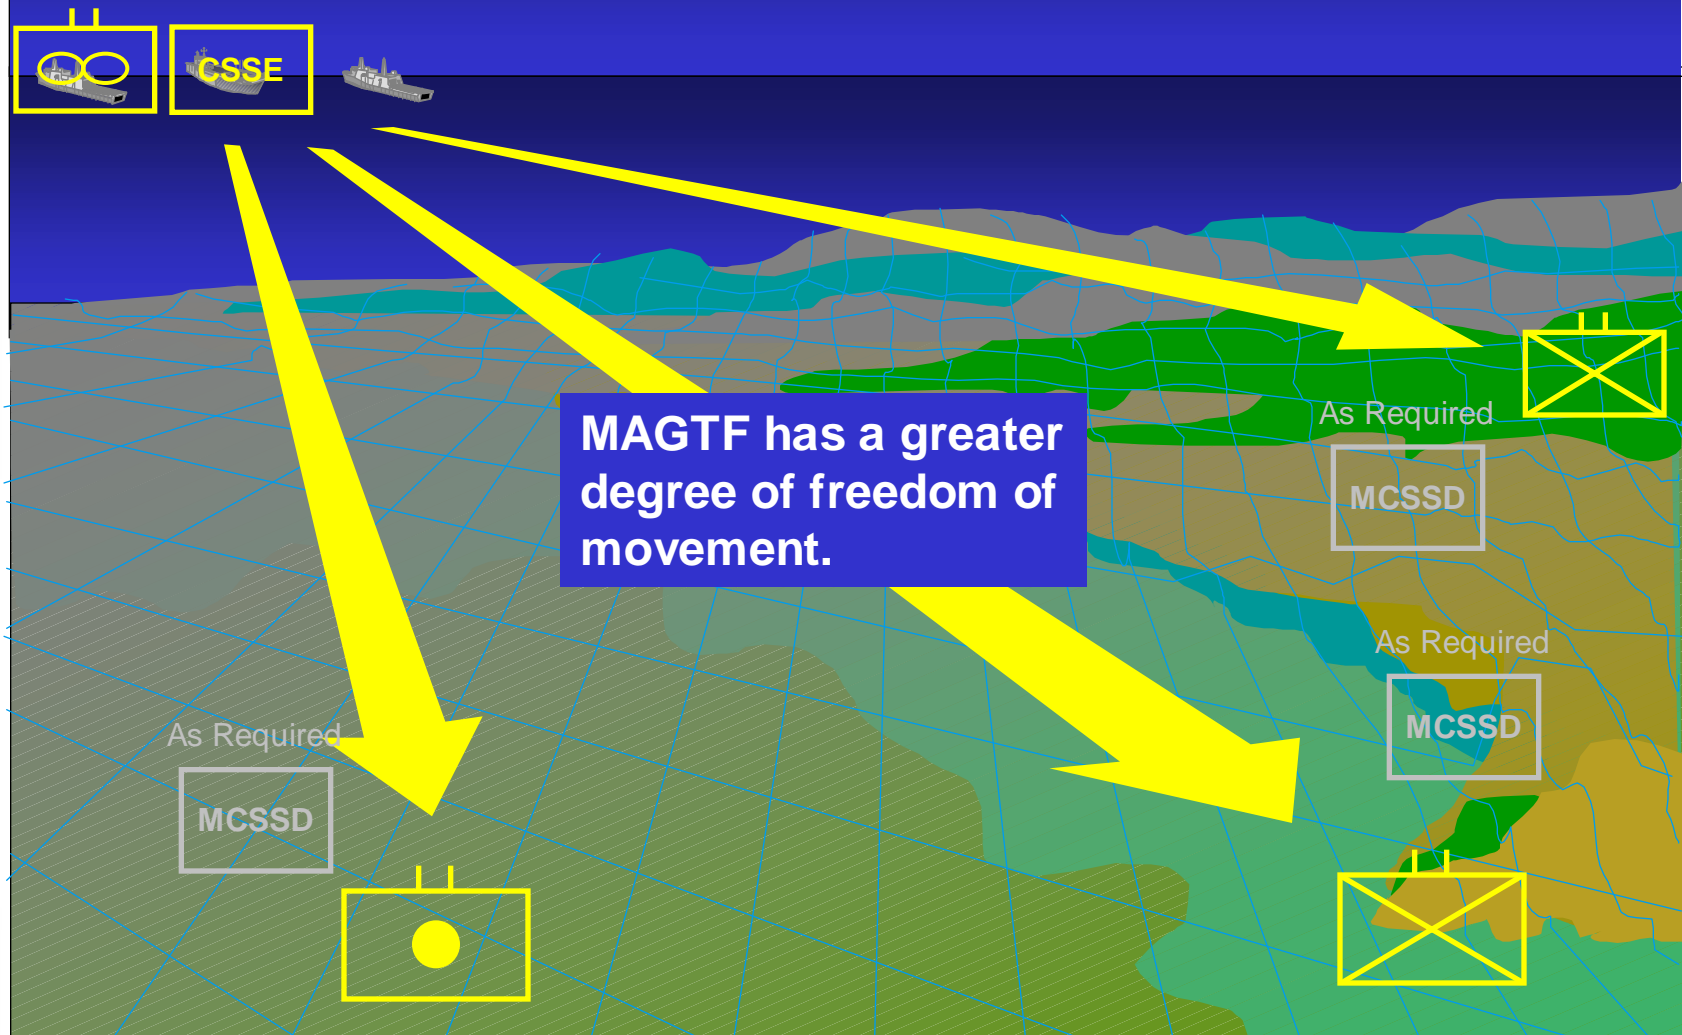 CSSE
As Required
MCSSD
MAGTF has a greater
degree of freedom of
movement.
As Required
MCSSD
As Required
MCSSD